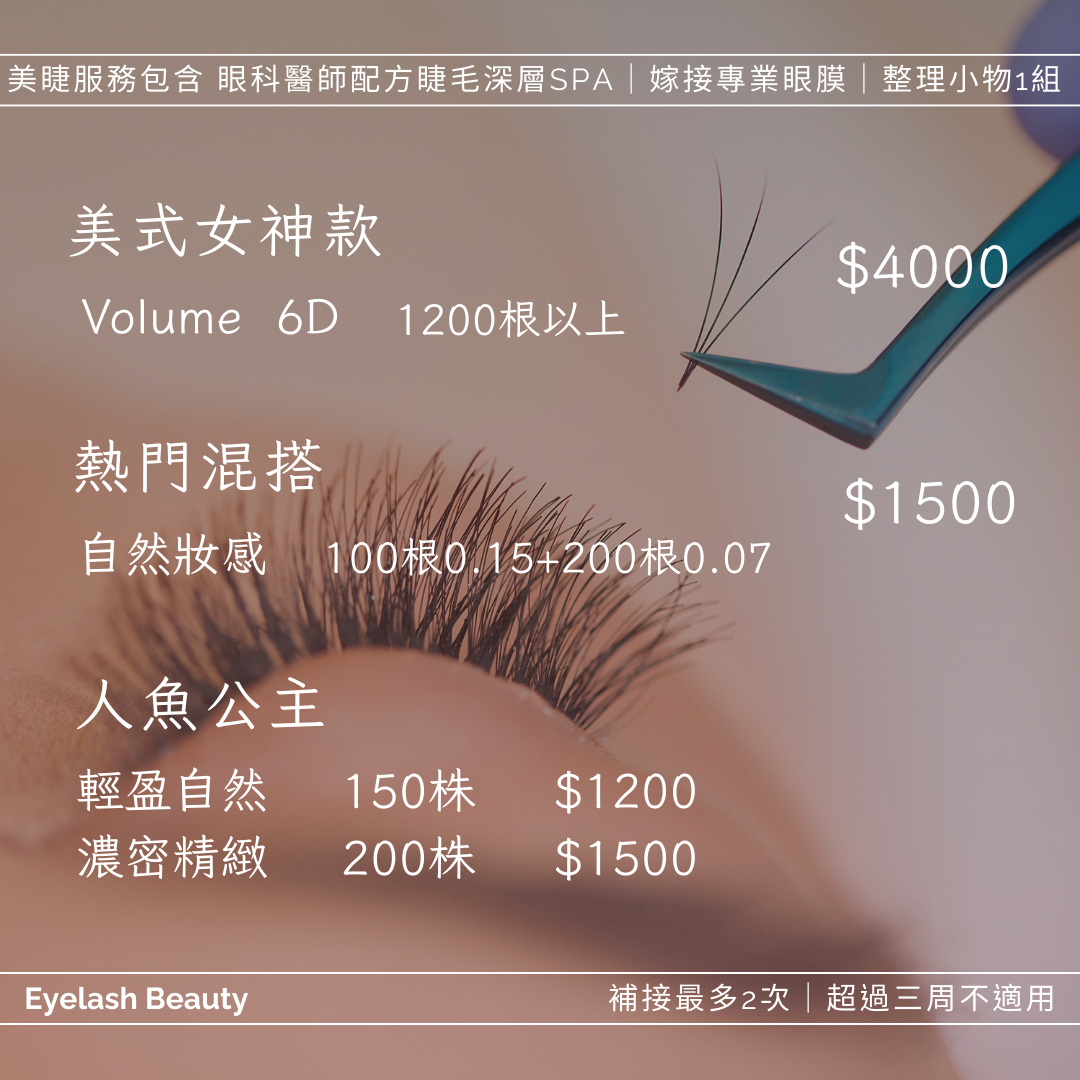 美睫服務包含 眼科醫師配方睫毛深層SPA｜嫁接專業眼膜｜整理小物1組
美式女神款
$4000
Volume 6D 1200根以上
熱門混搭
$1500
自然妝感 100根0.15+200根0.07
人魚公主
輕盈自然 150株 $1200
濃密精緻 200株 $1500
Eyelash Beauty
補接最多2次｜超過三周不適用